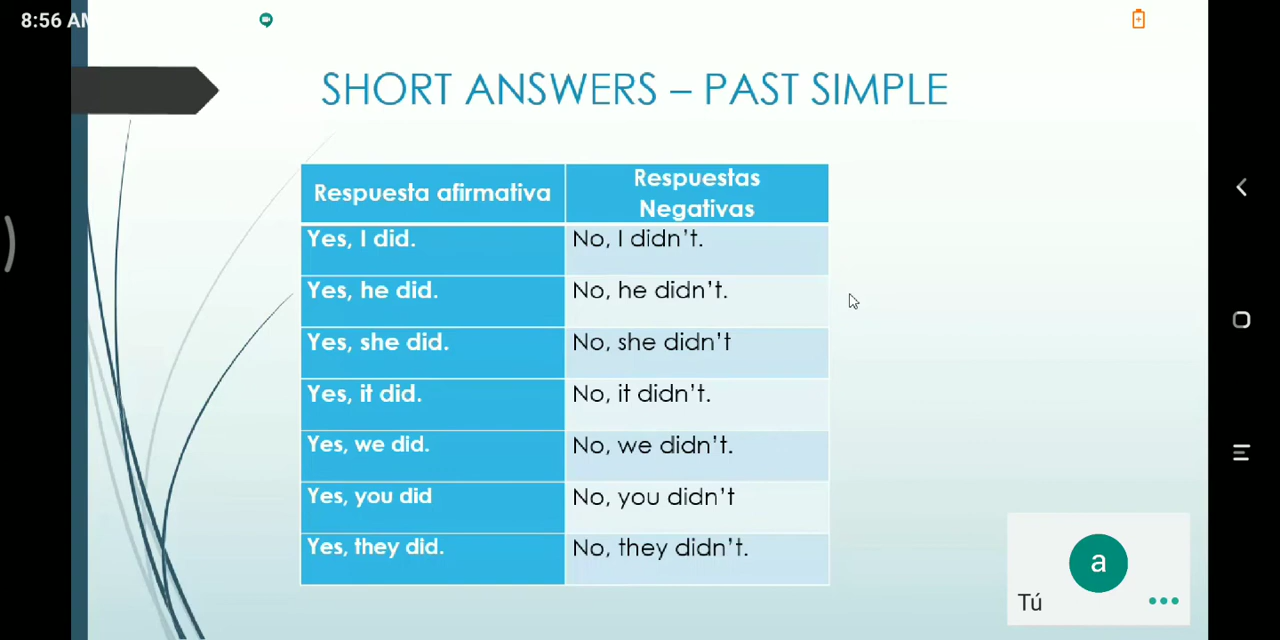 8:56 AM
SHORT ANSWERS – PAST SIMPLE
Respuesta afirmativa
Respuestas
Negativas
Yes, I did.
No, I didn’t.
Yes, he did.
No, he didn’t.
Yes, she did.
No, she didn’t
Yes, it did.
No, it didn’t.
Yes, we did.
No, we didn’t.
Yes, you did
No, you didn’t
Yes, they did.
No, they didn’t.
a
Tú